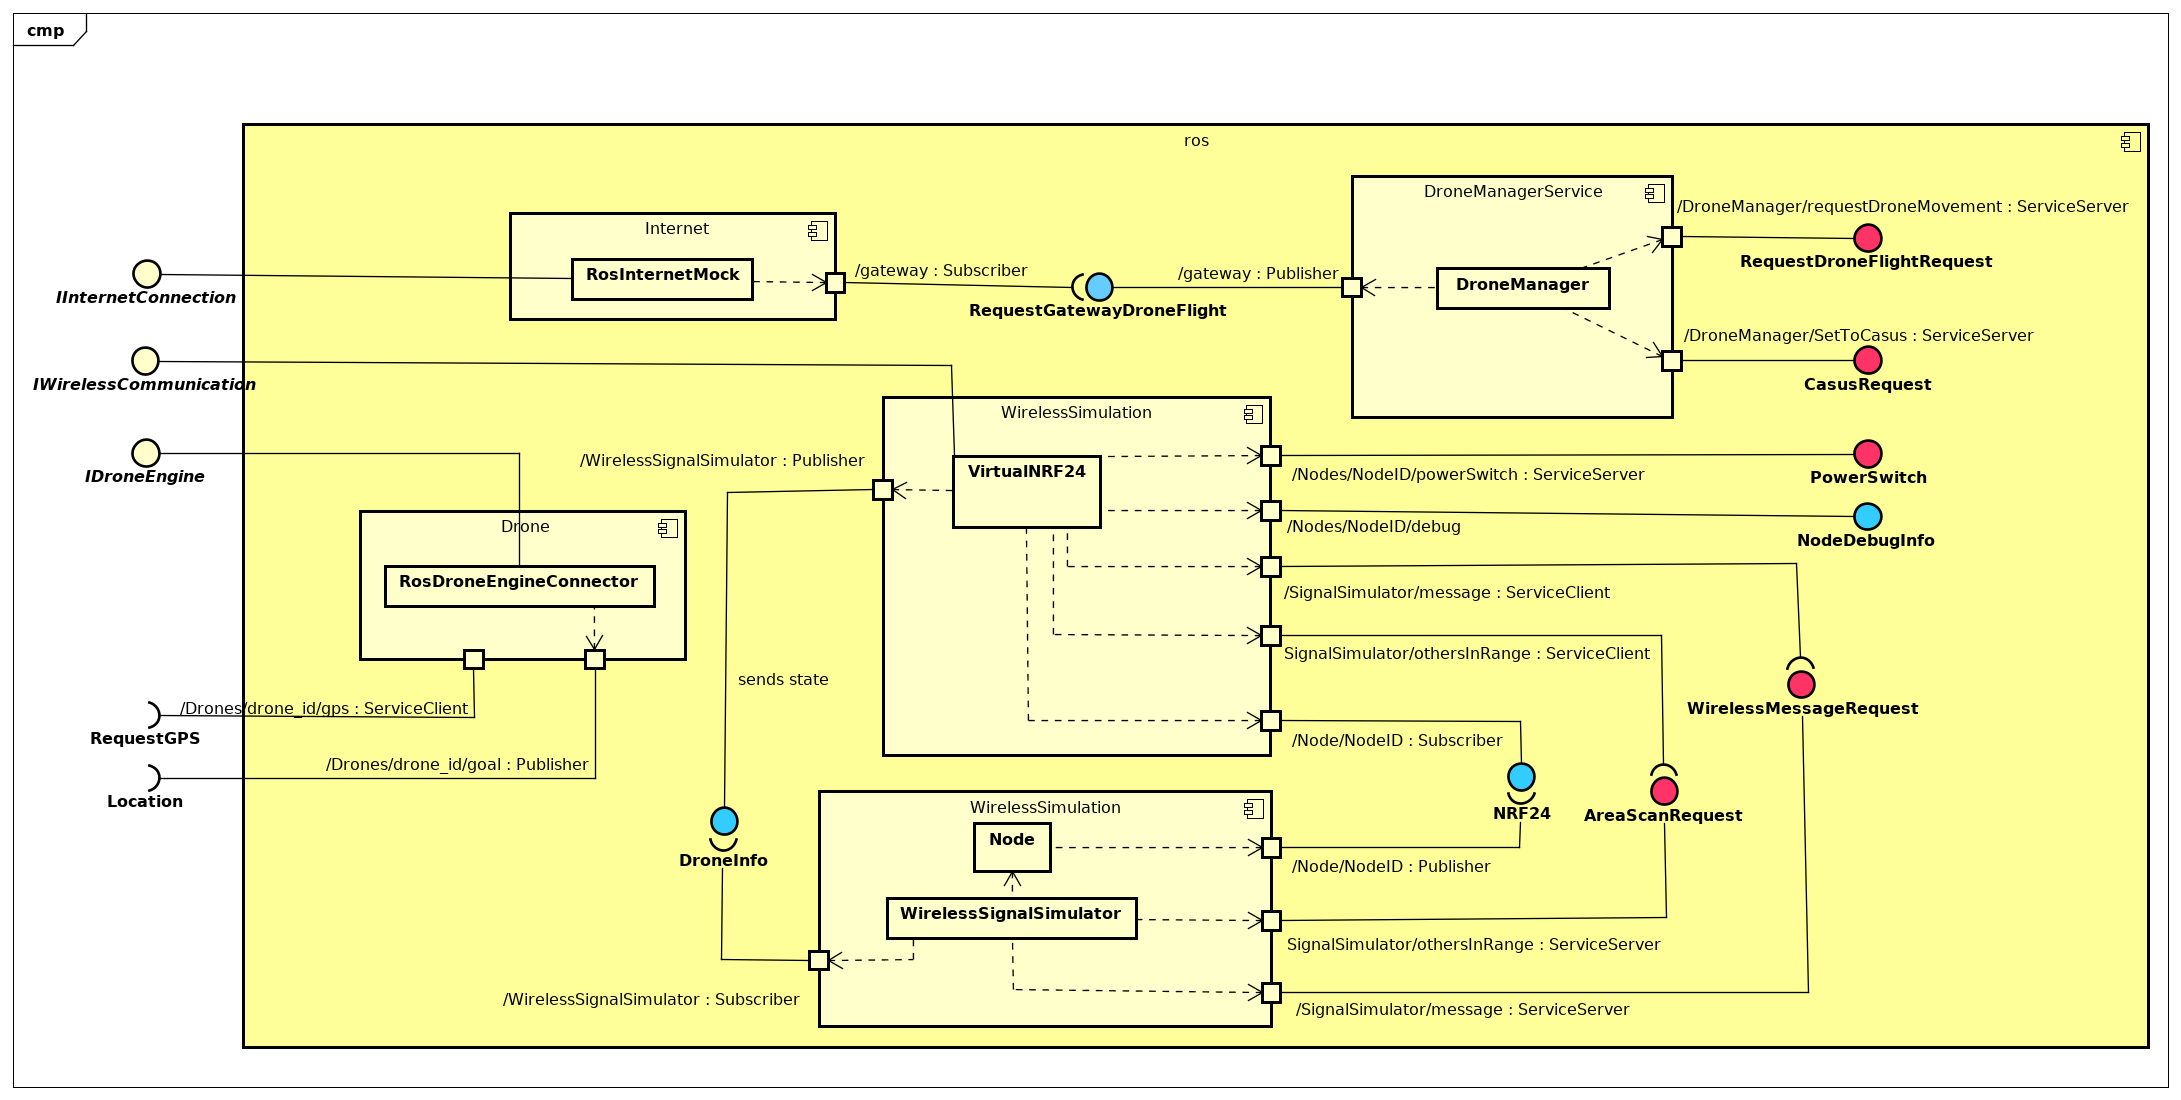 cmp
ros
DroneManagerService
/DroneManager/requestDroneMovement : ServiceServer
Internet
RosInternetMock
/gateway : Subscriber
/gateway : Publisher
DroneManager
RequestDroneFlightRequest
IInternetConnection
RequestGatewayDroneFlight
/DroneManager/SetToCasus : ServiceServer
IWirelessCommunication
CasusRequest
WirelessSimulation
/WirelessSignalSimulator : Publisher
VirtualNRF24
/Nodes/NodeID/powerSwitch : ServiceServer
PowerSwitch
IDroneEngine
Drone
/Nodes/NodeID/debug
NodeDebugInfo
RosDroneEngineConnector
/SignalSimulator/message : ServiceClient
SignalSimulator/othersInRange : ServiceClient
sends state
/Drones/drone_id/gps : ServiceClient
WirelessMessageRequest
RequestGPS
/Node/NodeID : Subscriber
/Drones/drone_id/goal : Publisher
Location
WirelessSimulation
NRF24
AreaScanRequest
Node
DroneInfo
/Node/NodeID : Publisher
WirelessSignalSimulator
SignalSimulator/othersInRange : ServiceServer
/WirelessSignalSimulator : Subscriber
/SignalSimulator/message : ServiceServer